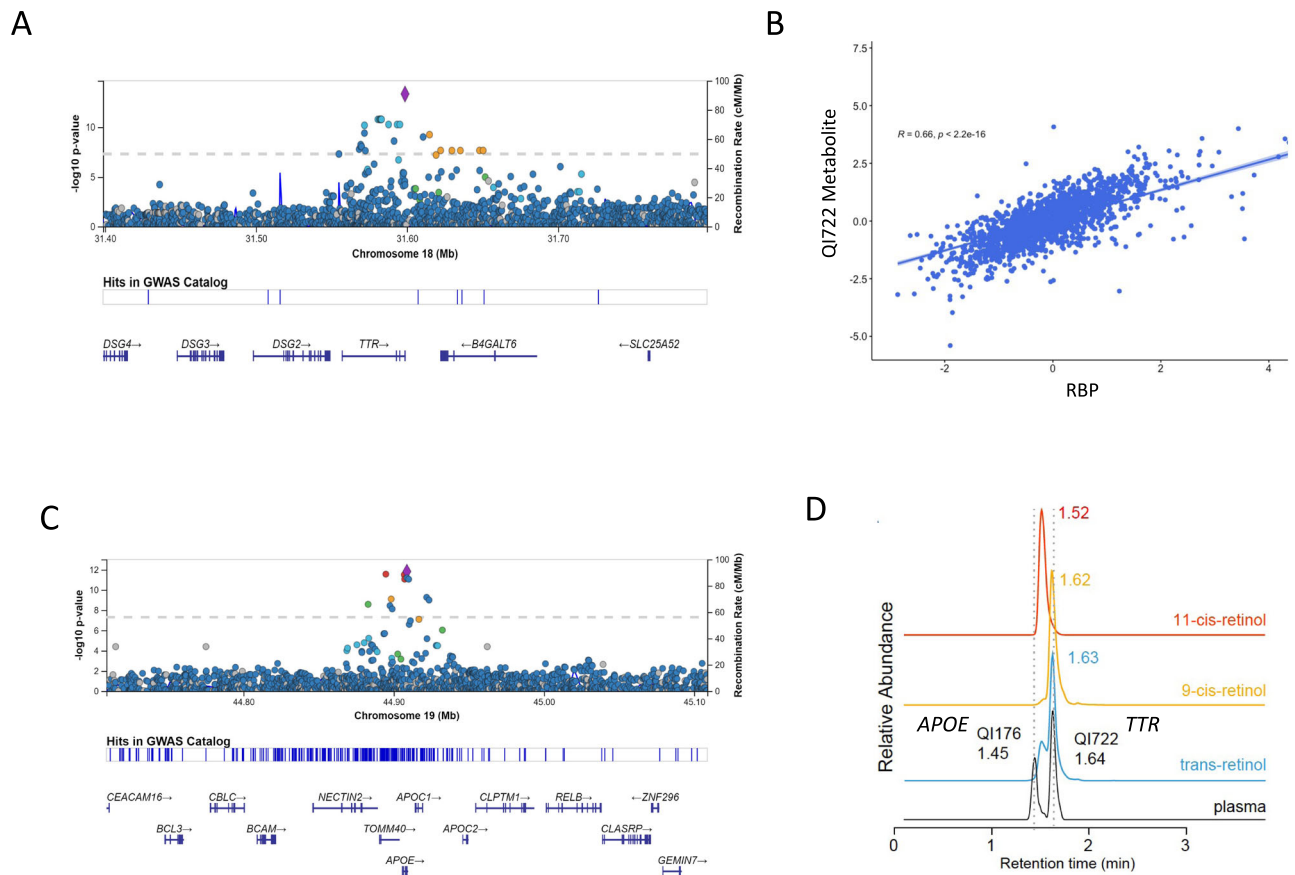 A
-log10 p-value
10
5
0
100
80
60
40
20
0
Recombination Rate (cM/Mb)
31.40
31.50
31.60
31.70
Chromosome 18 (Mb)
Hits in GWAS Catalog
DSG4→
DSG3→
DSG2→
TTR→
←B4GALT6
←SLC25A52
B
QI722 Metabolite
7.5
5.0
2.5
0.0
-2.5
-5.0
R = 0.66, p < 2.2e-16
-2
0
2
4
RBP
C
-log10 p-value
12
10
8
6
4
2
0
100
80
60
40
20
0
Recombination Rate (cM/Mb)
44.80
44.90
45.00
45.10
Chromosome 19 (Mb)
Hits in GWAS Catalog
CEACAM16→
CBLC→
NECTIN2→
APOC1→
CLPTM1→
RELB→
←ZNF296
BCL3→
BCAM→
TOMM40→
APOC2→
CLASRP→
APOE→
GEMIN7→
D
Relative Abundance
1.52
11-cis-retinol
1.62
9-cis-retinol
1.63
trans-retinol
APOE
QI176
1.45
QI722
1.64
TTR
plasma
0
1
2
3
Retention time (min)